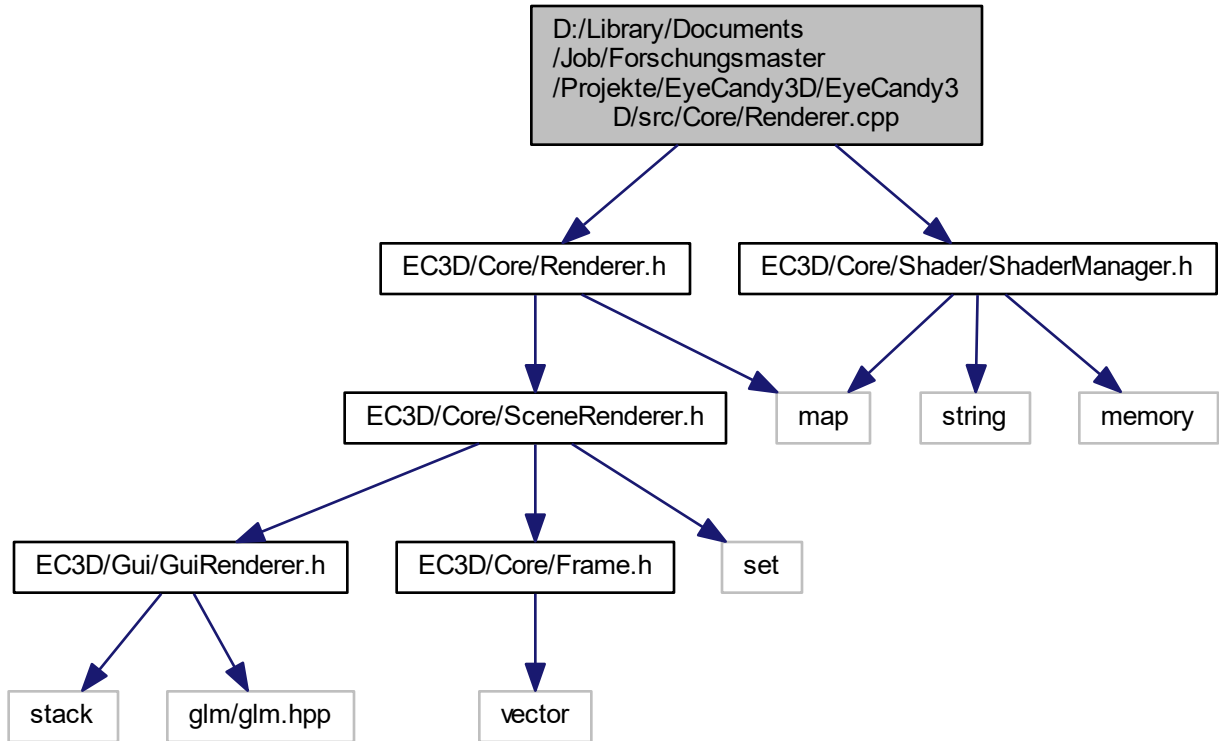 D:/Library/Documents
/Job/Forschungsmaster
/Projekte/EyeCandy3D/EyeCandy3
D/src/Core/Renderer.cpp
EC3D/Core/Renderer.h
EC3D/Core/Shader/ShaderManager.h
EC3D/Core/SceneRenderer.h
map
string
memory
EC3D/Gui/GuiRenderer.h
EC3D/Core/Frame.h
set
stack
glm/glm.hpp
vector